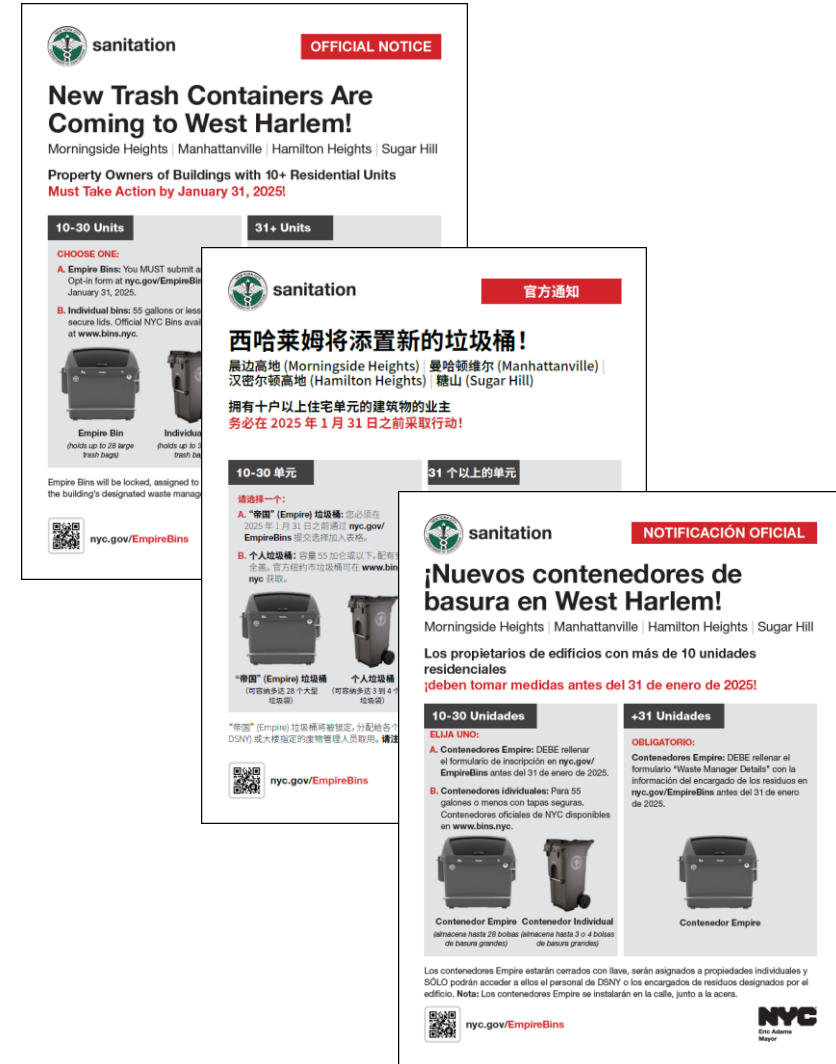 sanitation
OFFICIAL NOTICE
New Trash Containers Are
Coming to West Harlem!
Morningside Heights | Manhattanville | Hamilton Heights | Sugar Hill
Property Owners of Buildings with 10+ Residential Units
Must Take Action by January 31, 2025!
10-30 Units
31+ Units
CHOOSE ONE:
A. Empire Bins: You MUST submit
Opt-in form at nyc.gov/EmpireBin
January 31, 2025.
B. Individual bins: 55 gallons or less
secure lids. Official NYC Bins avai
at www.bins.nyc.
Empire Bin
Individua
(holds up to 28 large
trash bags)
(holds up to
trash ba
Empire Bins will be locked, assigned to
the building's designated waste manag
nyc.gov/EmpireBins
sanitation
官方通知
西哈莱姆将添置新的垃圾桶!
晨边高地 (Morningside Heights) | 曼哈顿维尔 (Manhattanville) |
汉密尔顿高地 (Hamilton Heights) | 糖山 (Sugar Hill)
拥有十户以上住宅单元的建筑物的业主
务必在 2025 年 1 月 31 日之前采取行动!
10-30 单元
31 个以上的单元
请选择一个:
A. “帝国” (Empire) 垃圾桶: 您必须在
2025 年 1 月 31 日之前通过 nyc.gov/
EmpireBins 提交选择加入表格。
B. 个人垃圾桶: 容量 55 加仑或以下, 配有
全盖。官方纽约市垃圾桶可在 www.bin
nyc 获取。
“帝国” (Empire) 垃圾桶
个人垃圾桶
(可容纳多达 28 个大型
垃圾袋)
(可容纳多达 3 到 4 个
垃圾袋)
“帝国” (Empire) 垃圾桶将被锁定, 分配给各个
DSNY) 或大楼指定的废物管理人员取用。请注
nyc.gov/EmpireBins
sanitation
NOTIFICACIÓN OFICIAL
¡Nuevos contenedores de
basura en West Harlem!
Morningside Heights | Manhattanville | Hamilton Heights | Sugar Hill
Los propietarios de edificios con más de 10 unidades
residenciales
¡deben tomar medidas antes del 31 de enero de 2025!
10-30 Unidades
+31 Unidades
ELIJA UNO:
A. Contenedores Empire: DEBE rellenar
el formulario de inscripción en nyc.gov/
EmpireBins antes del 31 de enero de 2025.
B. Contenedores idividuales: Para 55
galones o menos con tapas seguras.
Contenedores oficiales de NYC disponibles
en www.bins.nyc.
OBLIGATORIO:
Contenedores Empire: DEBE rellenar el
formulario “Waste Manager Details” con la
información del encargado de los residuos en
nyc.gov/EmpireBins antes del 31 de enero
de 2025.
Contenedor Empire
Contenedor Individual
(almacena hasta 28 bolsas
de basura grandes)
(almacena hasta 3 o 4 bolsas
de basura grandes)
Contenedor Empire
Los contenedores Empire estarán cerrados con llave, serán asignados a propiedades individuales y
SÓLO podrán acceder a ellos el personal de DSNY o los encargados de residuos designados por el
edificio. Nota: Los contenedores Empire se instalarán en la calle, junto a la acera.
nyc.gov/EmpireBins
NYC
Eric Adams
Mayor